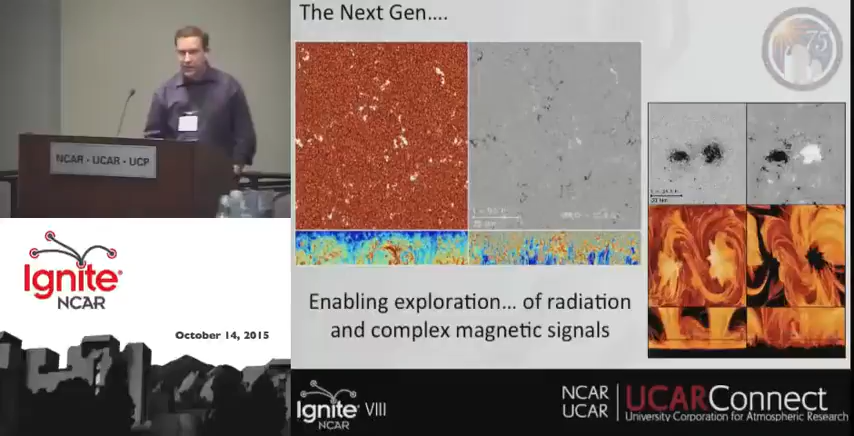 The Next Gen....
75
NCAR - UCAR - UCP
Enabling exploration... of radiation
and complex magnetic signals
Ignite
NCAR
October 14, 2015
Ignite VIII
NCAR
NCAR
UCAR
UCARConnect
University Corporation for Atmospheric Research